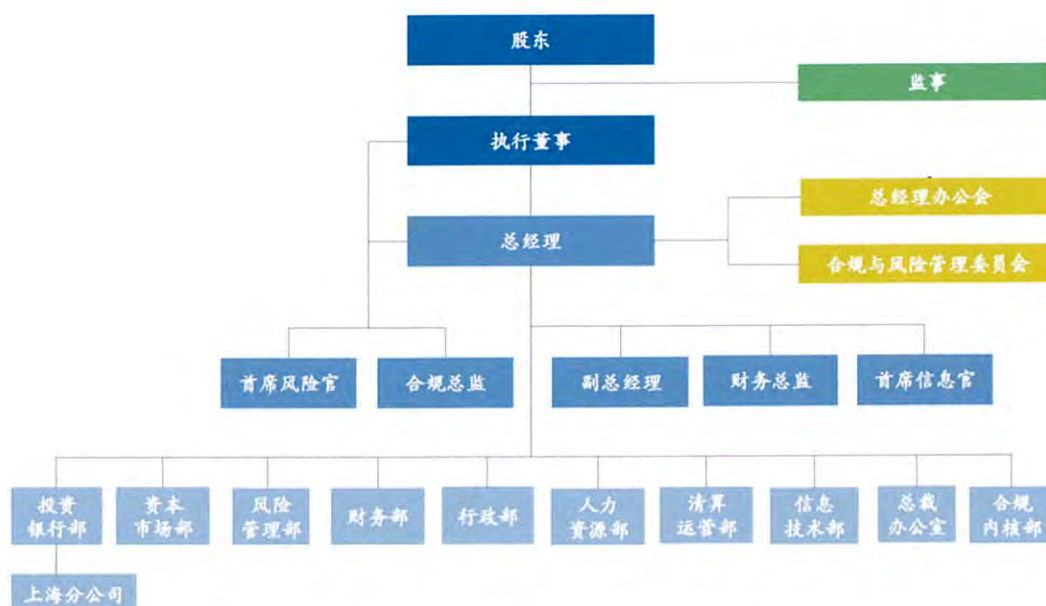 股东
监事
执行董事
总经理办公会
总经理
合规与风险管理委员会
首席风险官
合规总监
副总经理
财务总监
首席信息官
投资
银行部
资本
市场部
风险
管理部
财务部
行政部
人力
资源部
清算
运营部
信息
技术部
总裁
办公室
合规
内核部
上海分公司